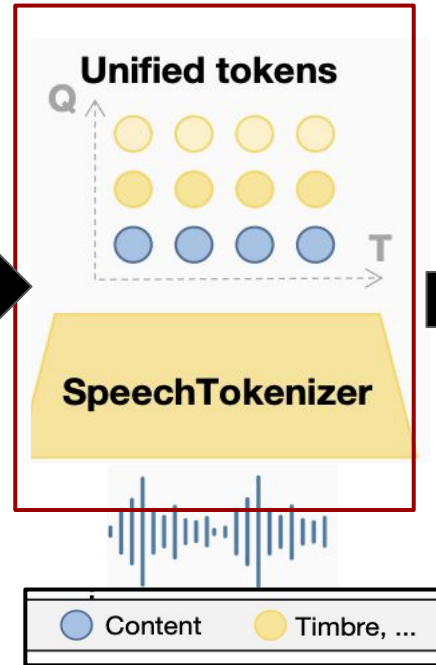 Unified tokens
Q
T
SpeechTokenizer
Content Timbre, ...